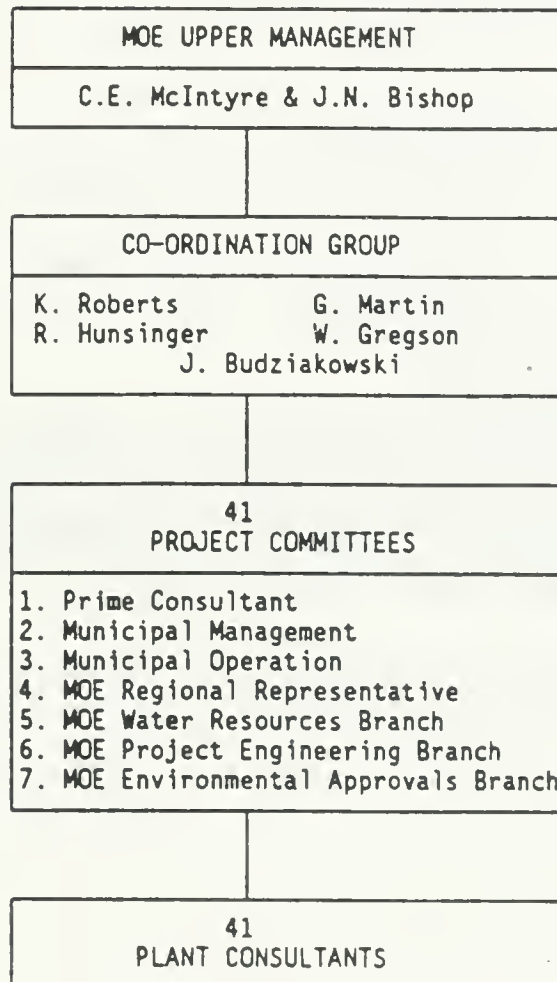 MOE UPPER MANAGEMENT
C.E. McIntyre & J.N. Bishop
CO-ORDINATION GROUP
K. Roberts G. Martin
R. Hunsinger W. Gregson
J. Budziakowski
41
PROJECT COMMITTEES
1. Prime Consultant
2. Municipal Management
3. Municipal Operation
4. MOE Regional Representative
5. MOE Water Resources Branch
6. MOE Project Engineering Branch
7. MOE Environmental Approvals Branch
41
PLANT CONSULTANTS